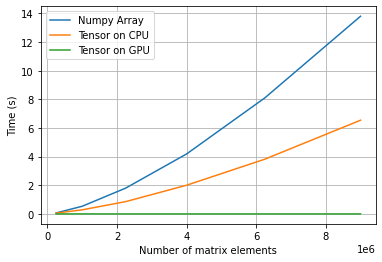 Numpy Array
Tensor on CPU
Tensor on GPU
Time (s)
14
12
10
8
6
4
2
0
0 2 4 6 8
1e6
Number of matrix elements